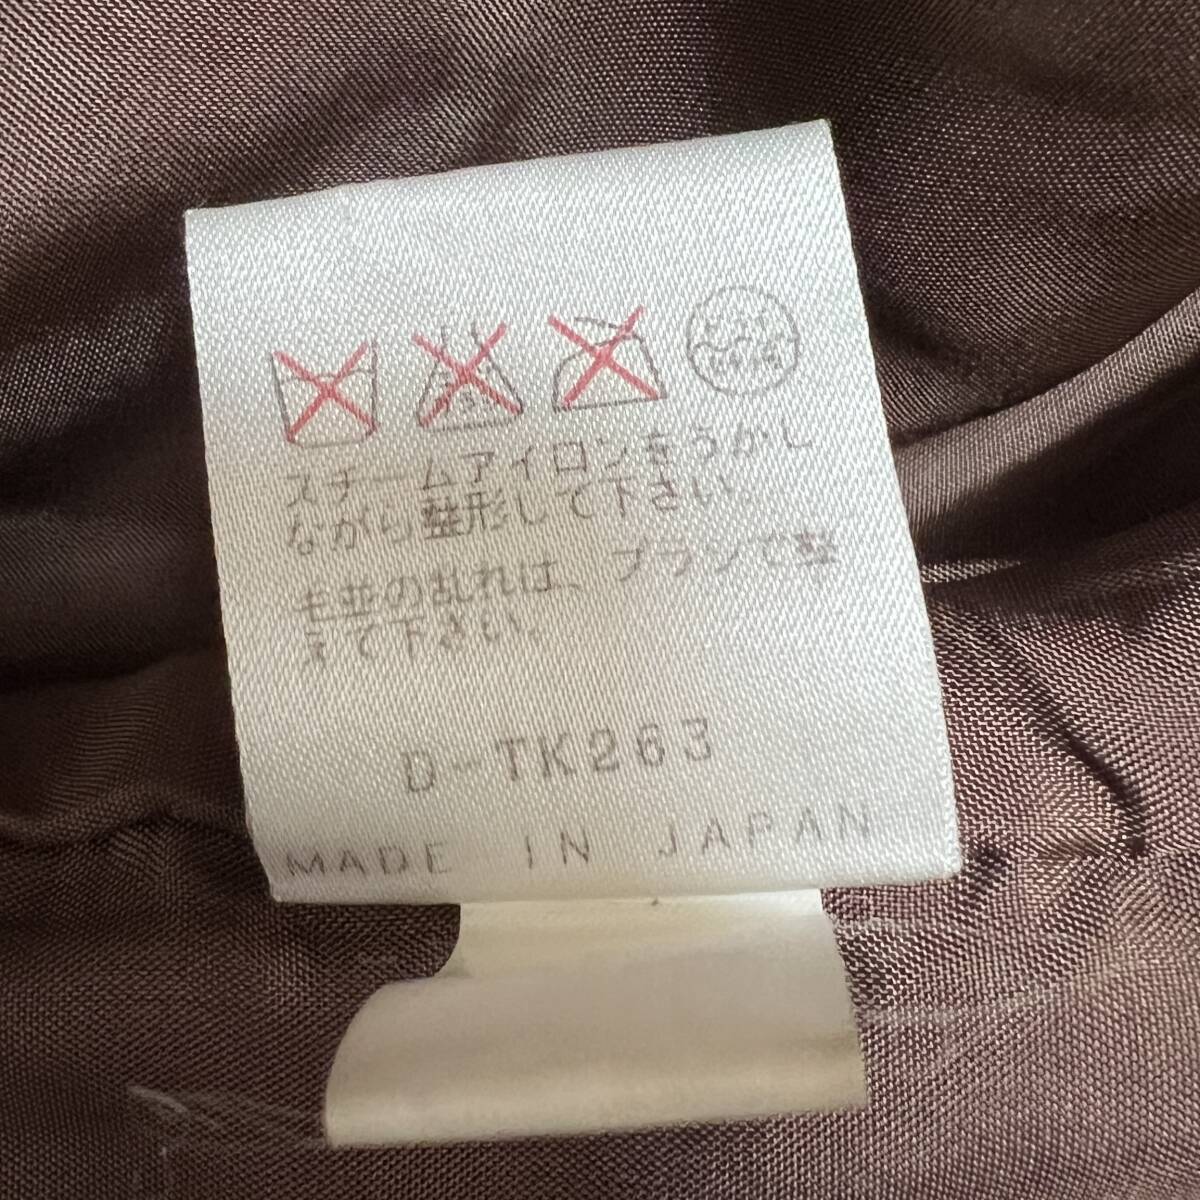 スチームアイロンをうかし
ながら整形して下さい。
毛並の乱れは、ブラシで整
えて下さい。
D-TK263
MADE IN JAPAN